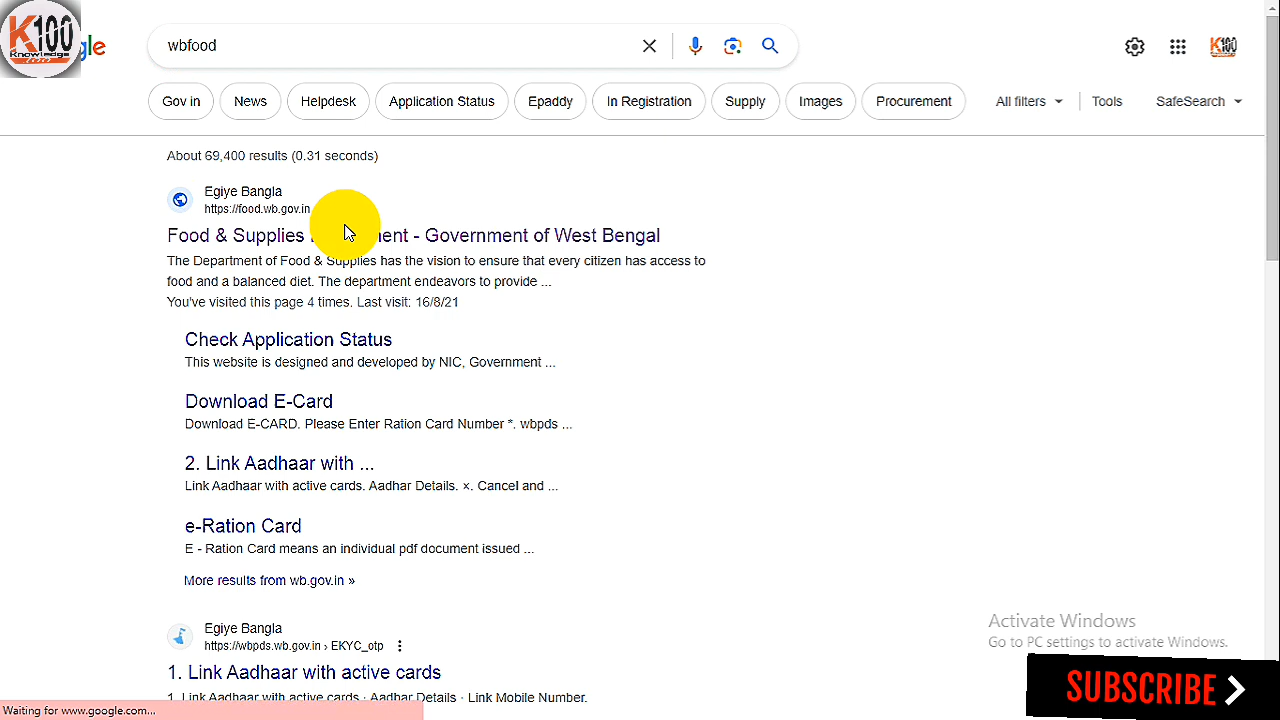 K100
Knowledge
gle
wbfood
Gov in
News
Helpdesk
Application Status
Epaddy
In Registration
Supply
Images
Procurement
All filters
Tools
SafeSearch
K100
About 69,400 results (0.31 seconds)
Egiye Bangla
https://food.wb.gov.in
Food & Supplies ment - Government of West Bengal
The Department of Food & Supplies has the vision to ensure that every citizen has access to
food and a balanced diet. The department endeavors to provide ...
You've visited this page 4 times. Last visit: 16/8/21
Check Application Status
This website is designed and developed by NIC, Government ...
Download E-Card
Download E-CARD. Please Enter Ration Card Number *. wbpds ...
2. Link Aadhaar with ...
Link Aadhaar with active cards. Aadhar Details. ×. Cancel and ...
e-Ration Card
E - Ration Card means an individual pdf document issued ...
More results from wb.gov.in »
Egiye Bangla
https://wbpds.wb.gov.in › EKYC_otp
1. Link Aadhaar with active cards
1. Link Aadhaar with active cards · Aadhar Details · Link Mobile Number.
Activate Windows
Go to PC settings to activate Windows.
SUBSCRIBE
Waiting for www.google.com...